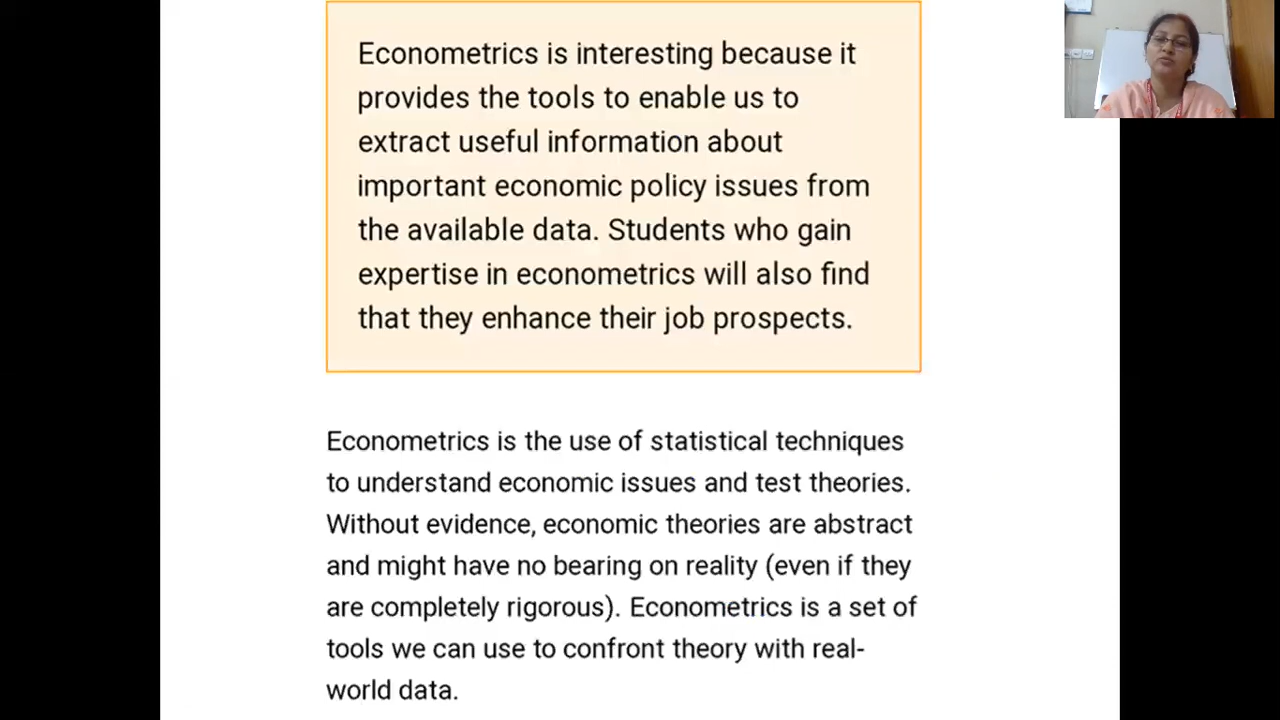 Econometrics is interesting because it
provides the tools to enable us to
extract useful information about
important economic policy issues from
the available data. Students who gain
expertise in econometrics will also find
that they enhance their job prospects.
Econometrics is the use of statistical techniques
to understand economic issues and test theories.
Without evidence, economic theories are abstract
and might have no bearing on reality (even if they
are completely rigorous). Econometrics is a set of
tools we can use to confront theory with real-
world data.